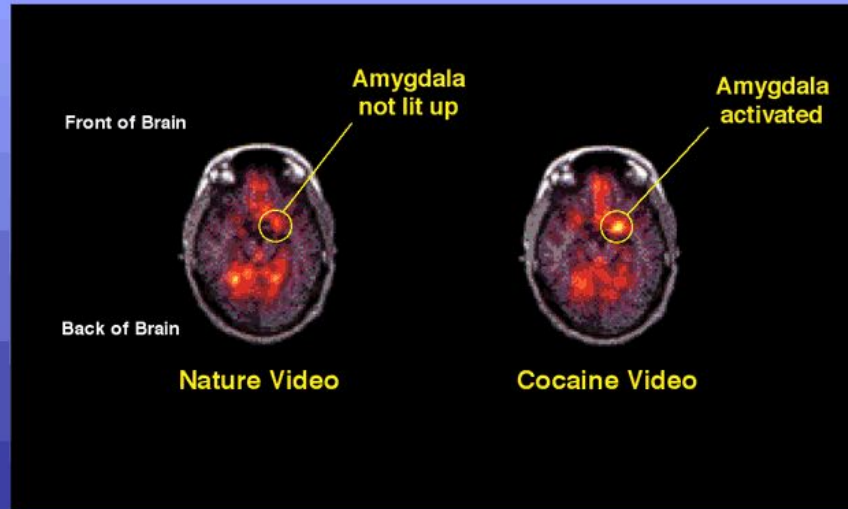 Amygdala
not lit up
Amygdala
activated
Front of Brain
Back of Brain
Nature Video
Cocaine Video